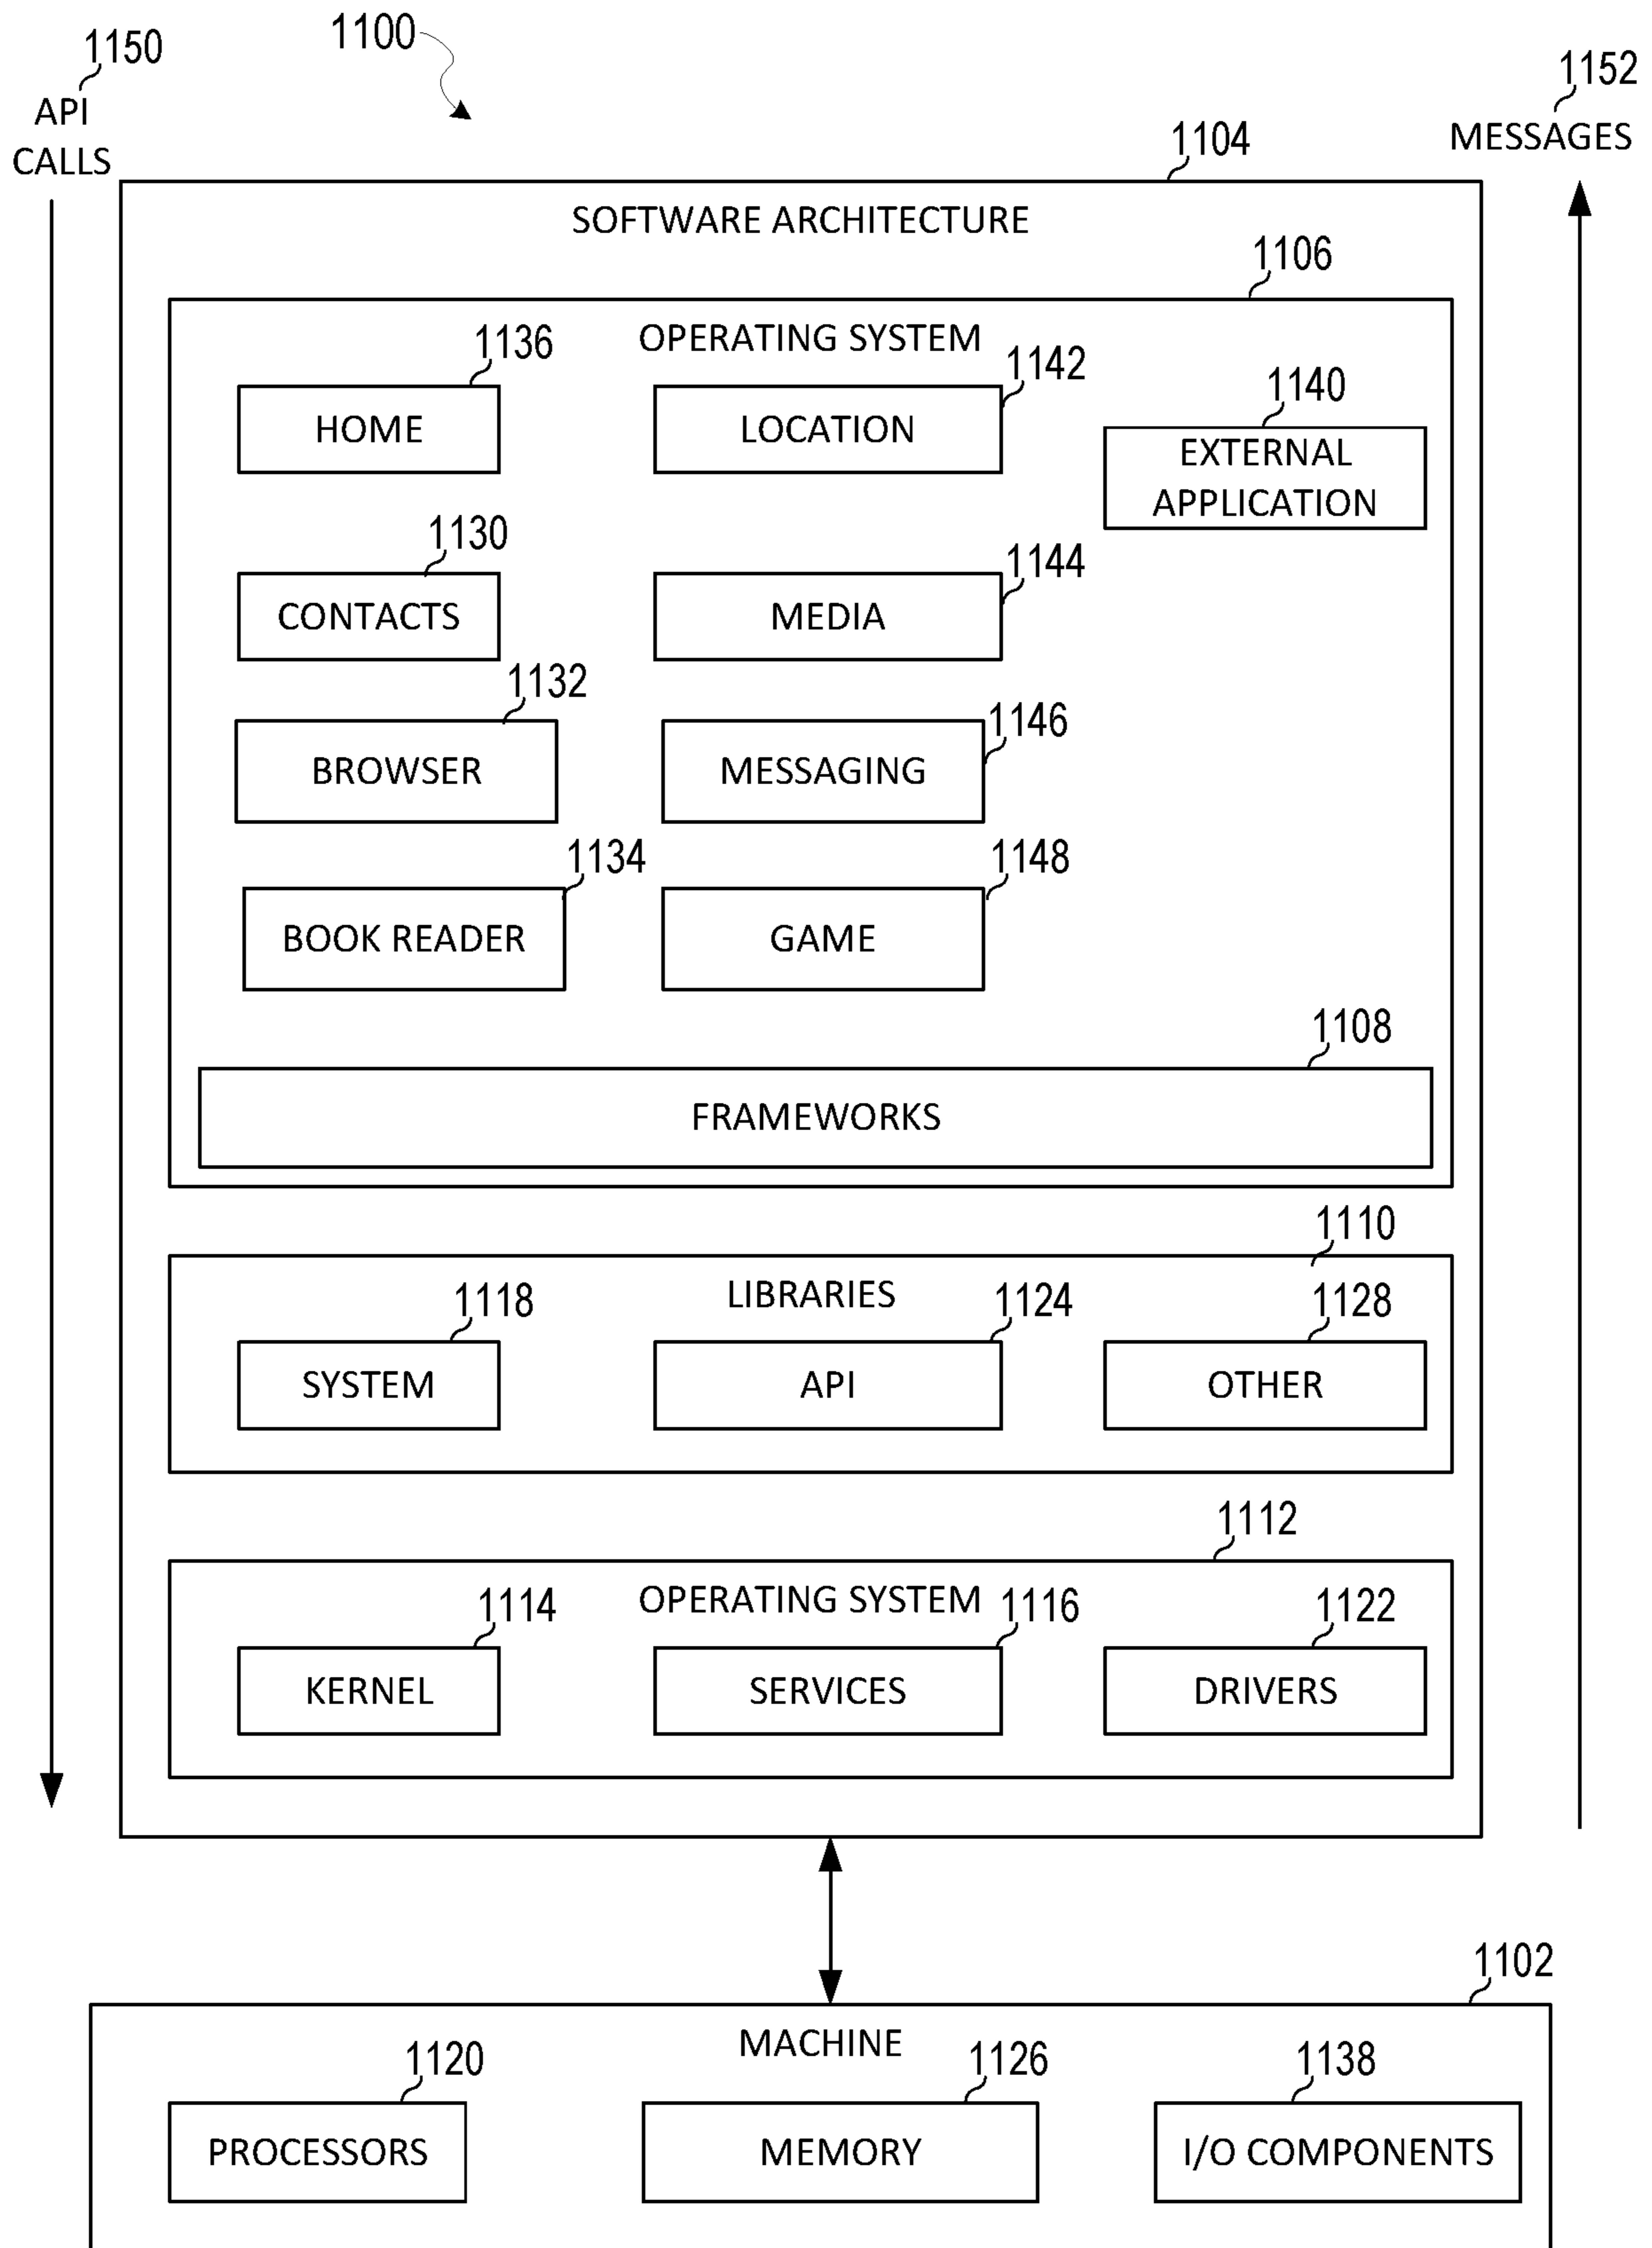 1150
1100
1152
API
CALLS
MESSAGES
1104
SOFTWARE ARCHITECTURE
1106
OPERATING SYSTEM
1136
1142
1140
HOME
LOCATION
EXTERNAL
APPLICATION
1130
1144
CONTACTS
MEDIA
1132
1146
BROWSER
MESSAGING
1134
1148
BOOK READER
GAME
1108
FRAMEWORKS
1110
LIBRARIES
1118
1124
1128
SYSTEM
API
OTHER
1112
OPERATING SYSTEM
1114
1116
1122
KERNEL
SERVICES
DRIVERS
1102
MACHINE
1120
1126
1138
PROCESSORS
MEMORY
I/O COMPONENTS